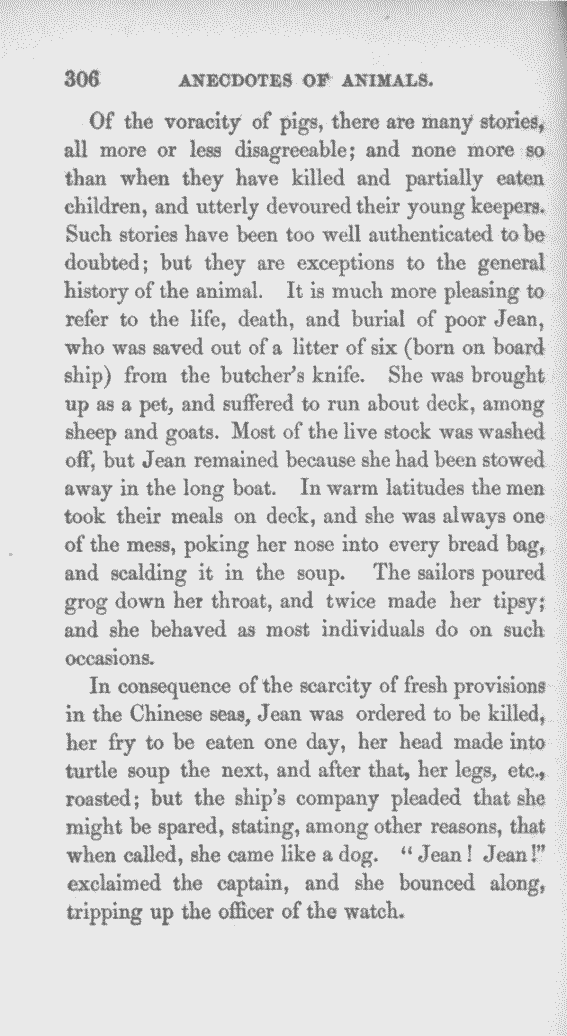 306 ANECDOTES OF ANIMALS.
Of the voracity of pigs, there are many stories,
all more or less disagreeable; and none more so
than when they have killed and partially eaten
children, and utterly devoured their young keepers.
Such stories have been too well authenticated to be
doubted; but they are exceptions to the general
history of the animal. It is much more pleasing to
refer to the life, death, and burial of poor Jean,
who was saved out of a litter of six (born on board
ship) from the butcher's knife. She was brought
up as a pet, and suffered to run about deck, among
sheep and goats. Most of the live stock was washed
off, but Jean remained because she had been stowed
away in the long boat. In warm latitudes the men
took their meals on deck, and she was always one
of the mess, poking her nose into every bread bag,
and scalding it in the soup. The sailors poured
grog down her throat, and twice made her tipsy;
and she behaved as most individuals do on such
occasions.
In consequence of the scarcity of fresh provisions
in the Chinese seas, Jean was ordered to be killed,
her fry to be eaten one day, her head made into
turtle soup the next, and after that, her legs, etc.,
roasted; but the ship's company pleaded that she
might be spared, stating, among other reasons, that
when called, she came like a dog. "Jean! Jean!"
exclaimed the captain, and she bounced along,
tripping up the officer of the watch.